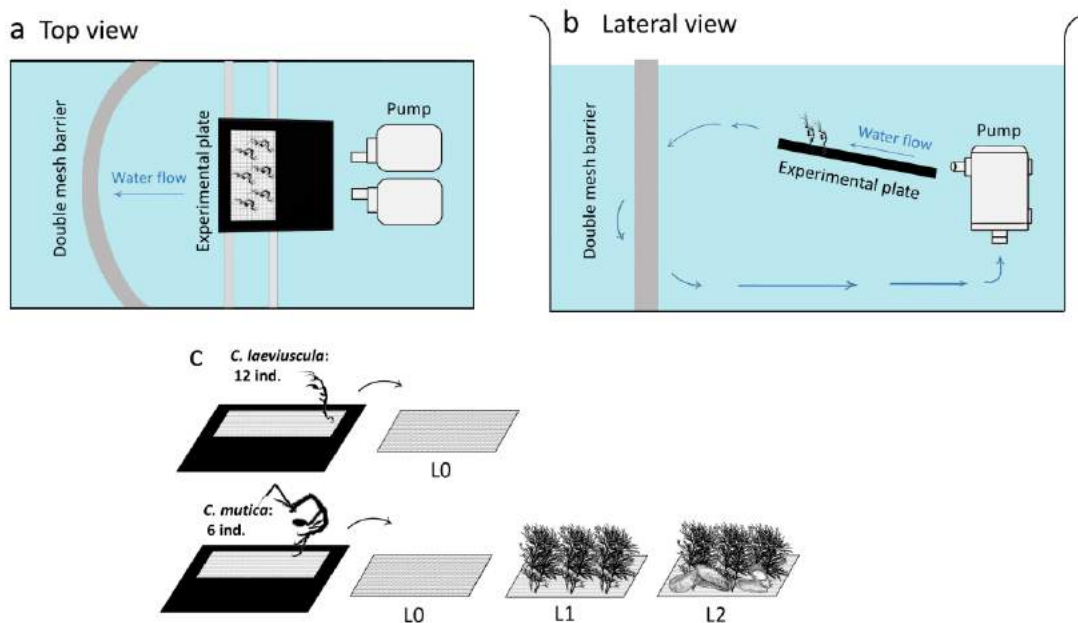 a Top view
Double mesh barrier
Water flow
Experimental plate
Pump
b Lateral view
Double mesh barrier
Water flow
Experimental plate
Pump
c
C. laeviuscula:
12 ind.
L0
C. mutica:
6 ind.
L0
L1
L2